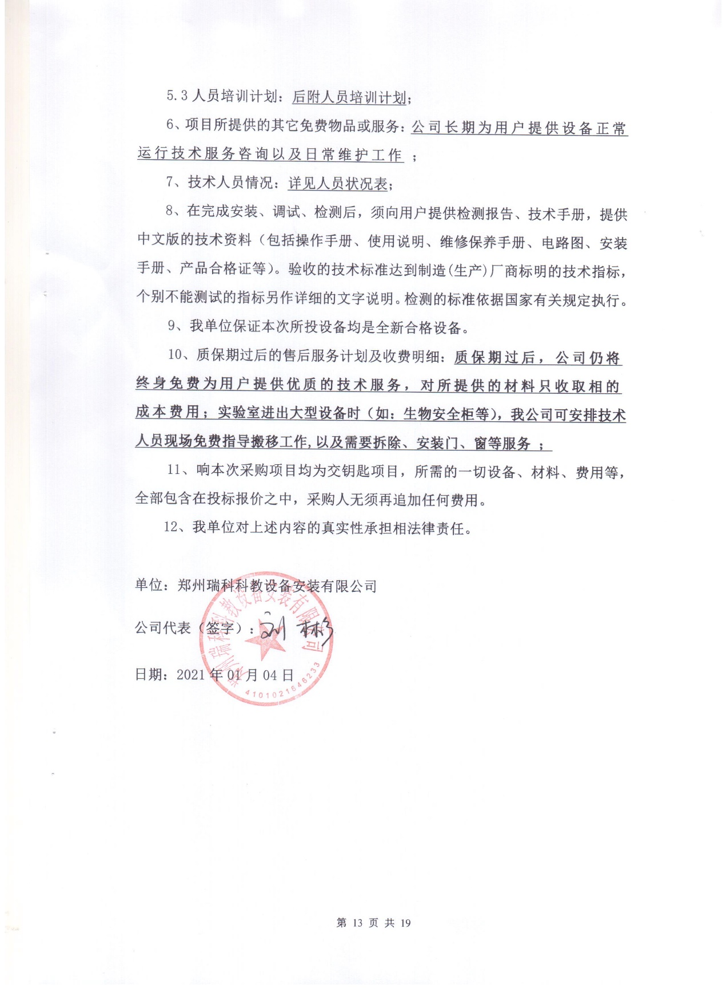 5.3 人员培训计划：后附人员培训计划；
6、项目所提供的其它免费物品或服务：公司长期为用户提供设备正常
运行技术服务咨询以及日常维护工作 ；
7、技术人员情况：详见人员状况表；
8、在完成安装、调试、检测后，须向用户提供检测报告、技术手册，提供
中文版的技术资料（包括操作手册、使用说明、维修保养手册、电路图、安装
手册、产品合格证等）。验收的技术标准达到制造(生产)厂商标明的技术指标，
个别不能测试的指标另作详细的文字说明。检测的标准依据国家有关规定执行。
9、我单位保证本次所投设备均是全新合格设备。
10、质保期过后的售后服务计划及收费明细：质保期过后，公司仍将
终身免费为用户提供优质的技术服务，对所提供的材料只收取相的
成本费用；实验室进出大型设备时（如：生物安全柜等），我公司可安排技术
人员现场免费指导搬移工作,以及需要拆除、安装门、窗等服务 ；
11、响本次采购项目均为交钥匙项目，所需的一切设备、材料、费用等，
全部包含在投标报价之中，采购人无须再追加任何费用。
12、我单位对上述内容的真实性承担相法律责任。
单位：郑州瑞科科教设备安装有限公司
公司代表（签字）：刘彬
日期：2021 年 01 月 04 日
郑州瑞科科教设备安装有限公司
4101021646233
第 13 页 共 19